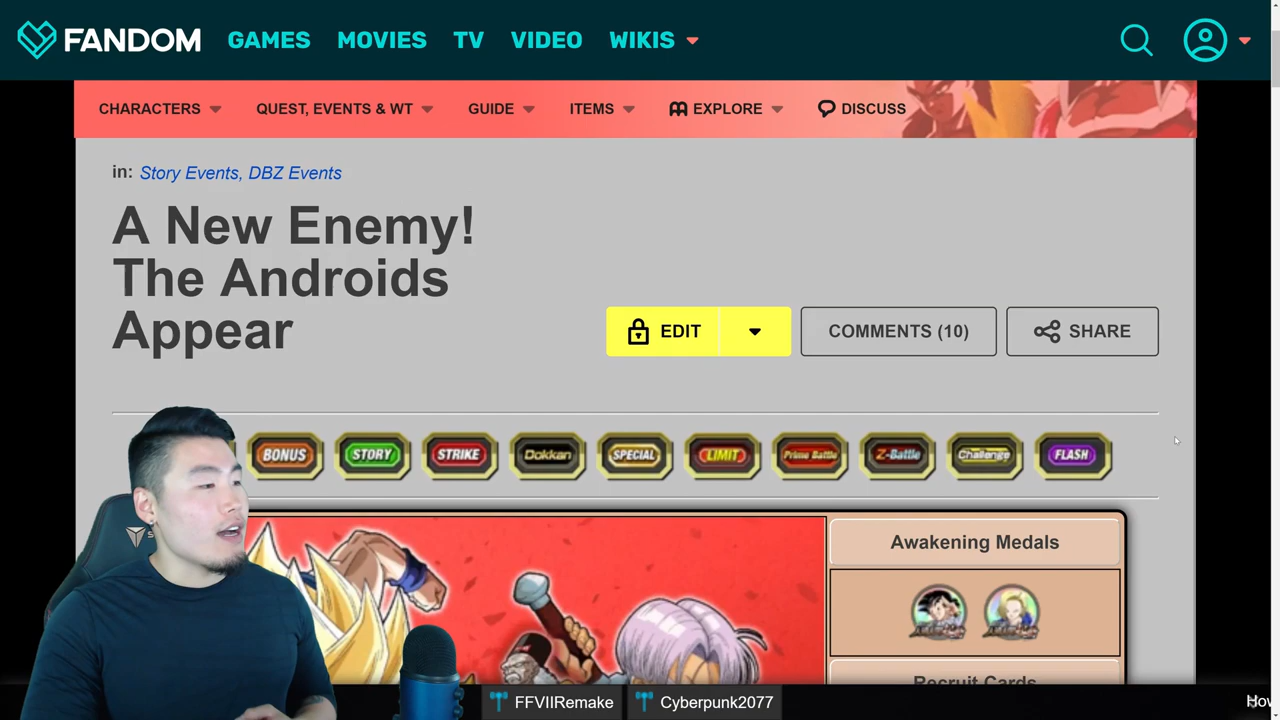 FANDOM GAMES MOVIES TV VIDEO WIKIS
CHARACTERS QUEST, EVENTS & WT GUIDE ITEMS EXPLORE DISCUSS
in: Story Events, DBZ Events
A New Enemy!
The Androids
Appear
EDIT COMMENTS (10) SHARE
BONUS STORY STRIKE Dokkan SPECIAL LIMIT Prime Battle Z-Battle Challenge FLASH
Awakening Medals
Recruit Cards
FFVIIRemake Cyberpunk2077